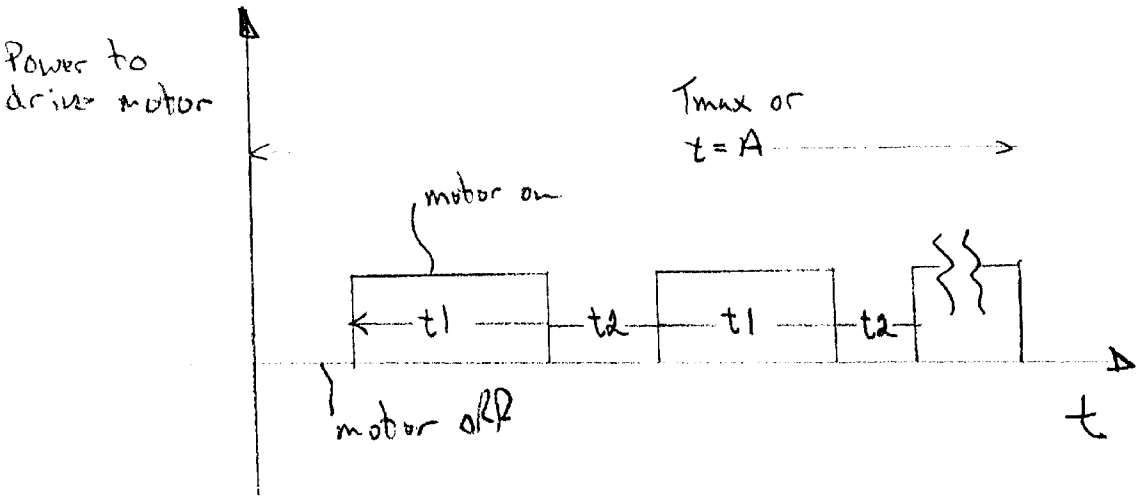 Power to
drive motor
Tmax or
t = A
motor on
t1
t2
t1
t2
motor off
t